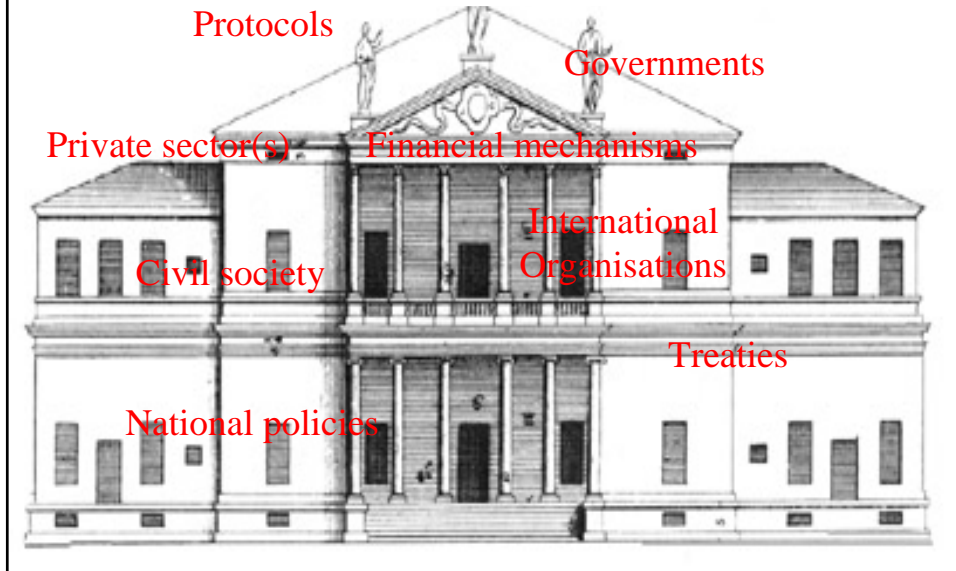 Protocols
Governments
Private sector(s)
Financial mechanisms
International
Organisations
Civil society
Treaties
National policies